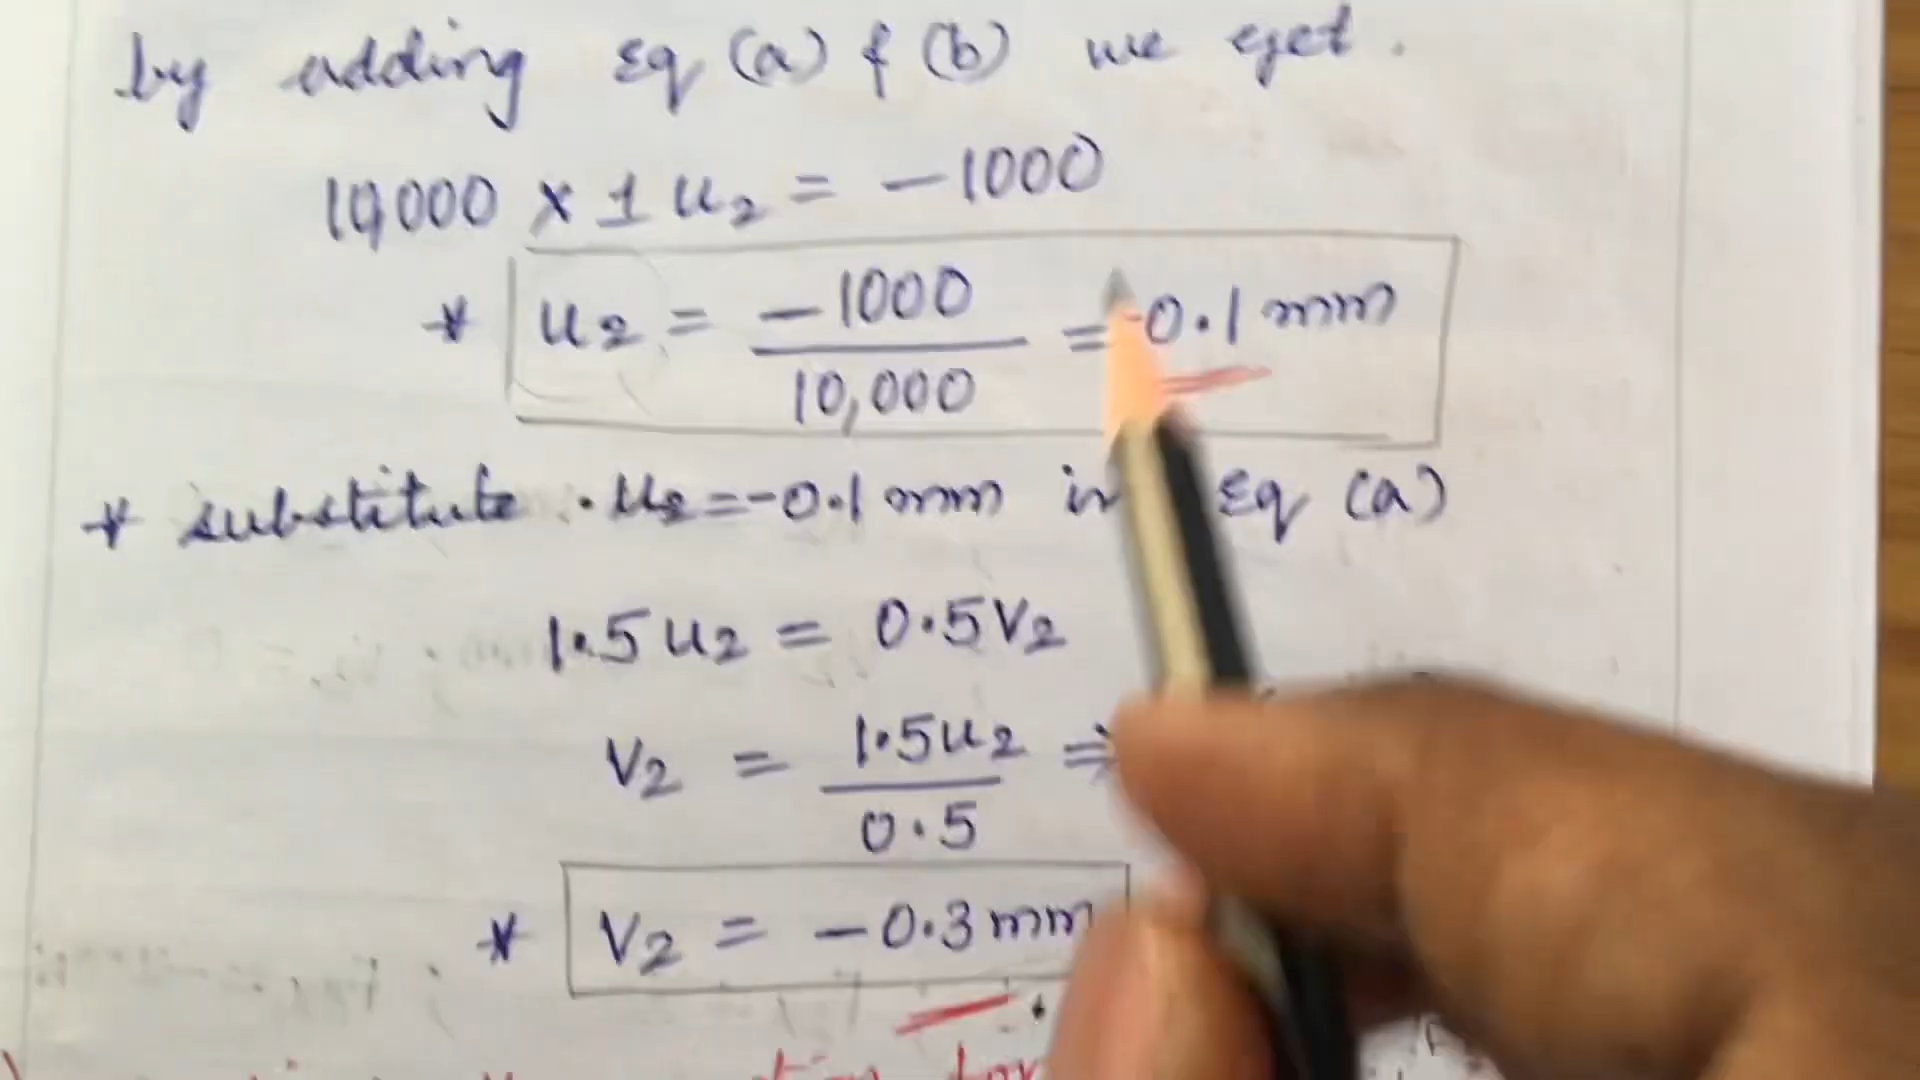 by adding Eq (a) & (b) we get.
10,000 × 1 u2 = -1000
* u2 = -1000 / 10,000 = -0.1 mm
* substitute. u2 = -0.1 mm in Eq (a)
1.5 u2 = 0.5 V2
V2 = 1.5 u2 / 0.5 ⇒
* V2 = -0.3 mm